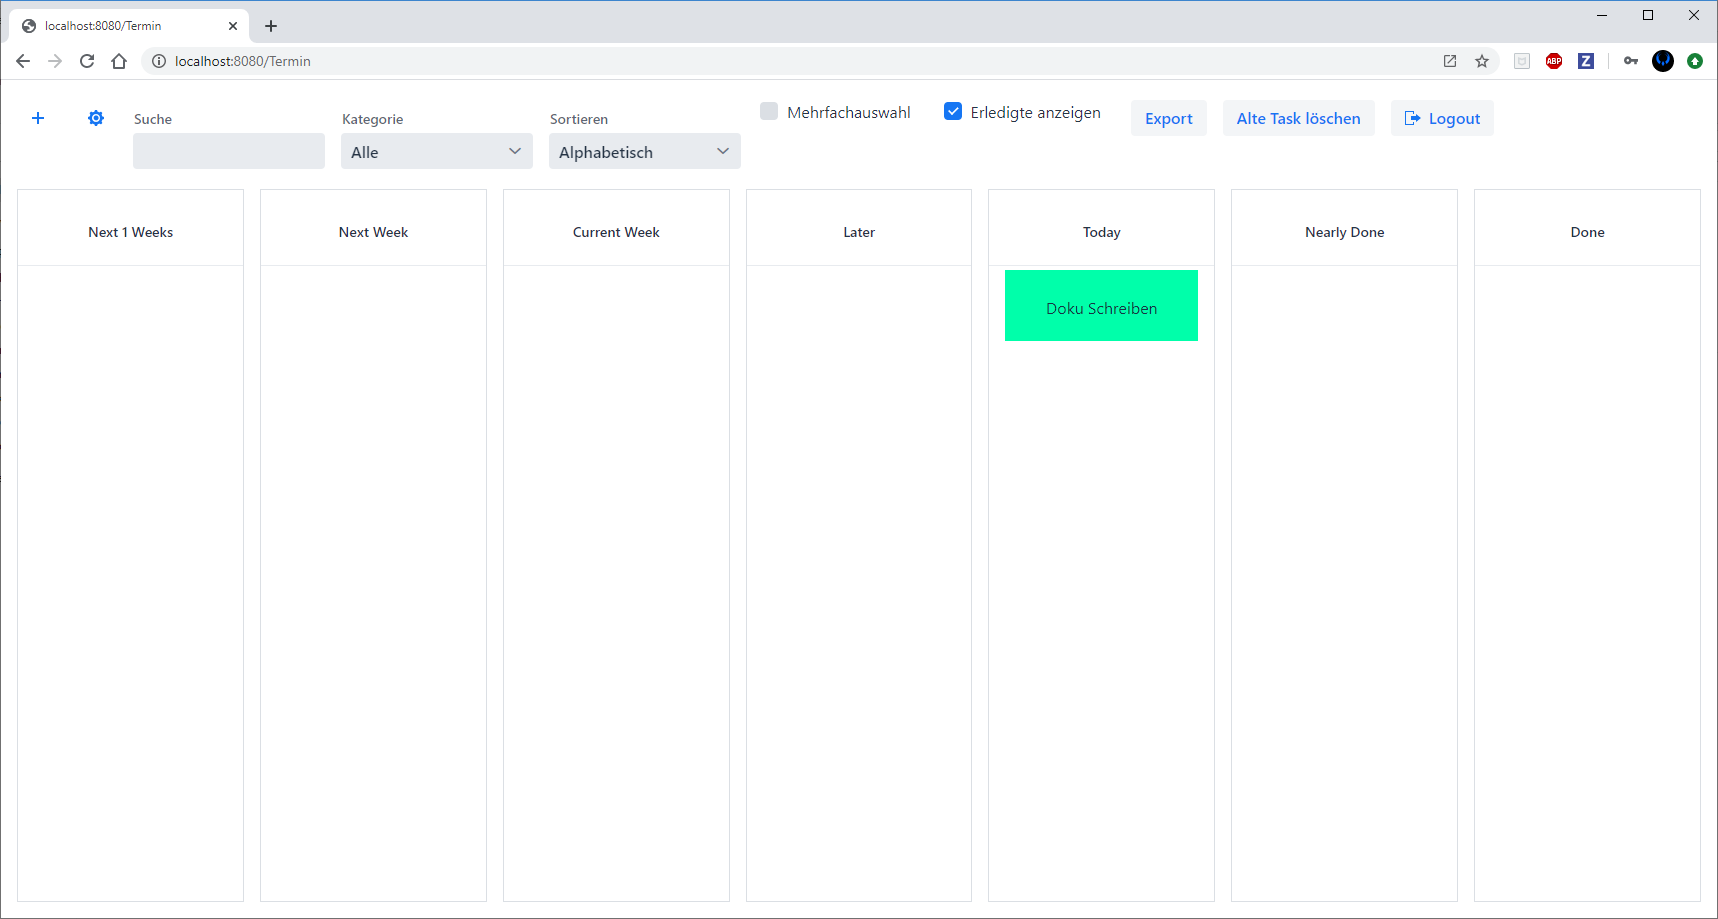 localhost:8080/Termin
localhost:8080/Termin
ABP
Z
Suche
Kategorie
Sortieren
Mehrfachauswahl
Erledigte anzeigen
Export
Alte Task löschen
Logout
Alle
Alphabetisch
Next 1 Weeks
Next Week
Current Week
Later
Today
Nearly Done
Done
Doku Schreiben